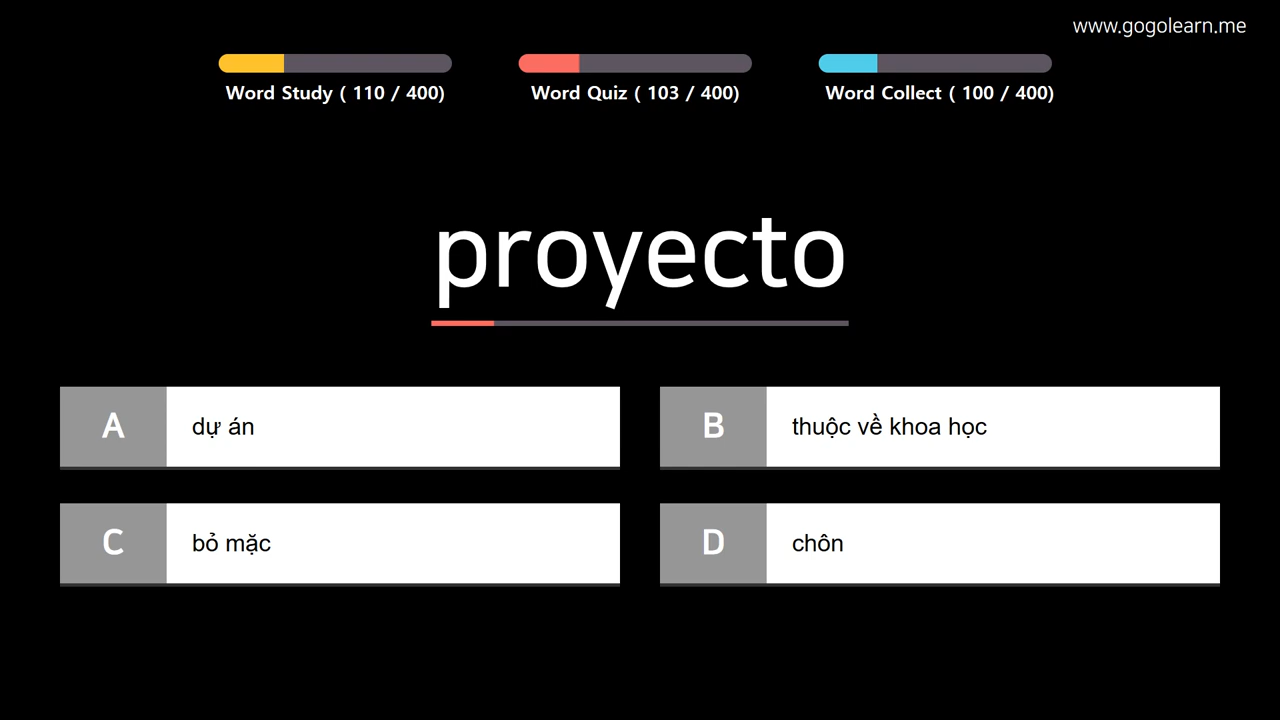 www.gogolearn.me
Word Study ( 110 / 400)
Word Quiz ( 103 / 400)
Word Collect ( 100 / 400)
proyecto
A
dự án
B
thuộc về khoa học
C
bỏ mặc
D
chôn